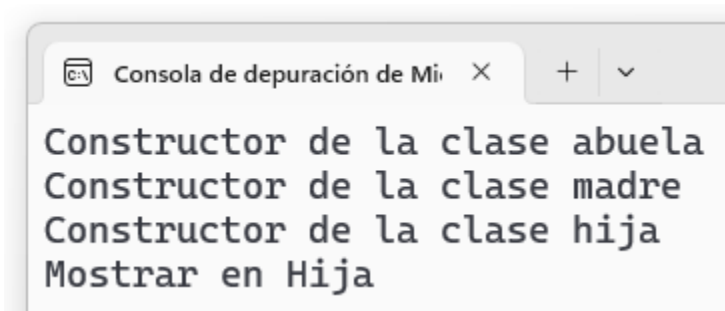 Consola de depuración de Mi
Constructor de la clase abuela
Constructor de la clase madre
Constructor de la clase hija
Mostrar en Hija